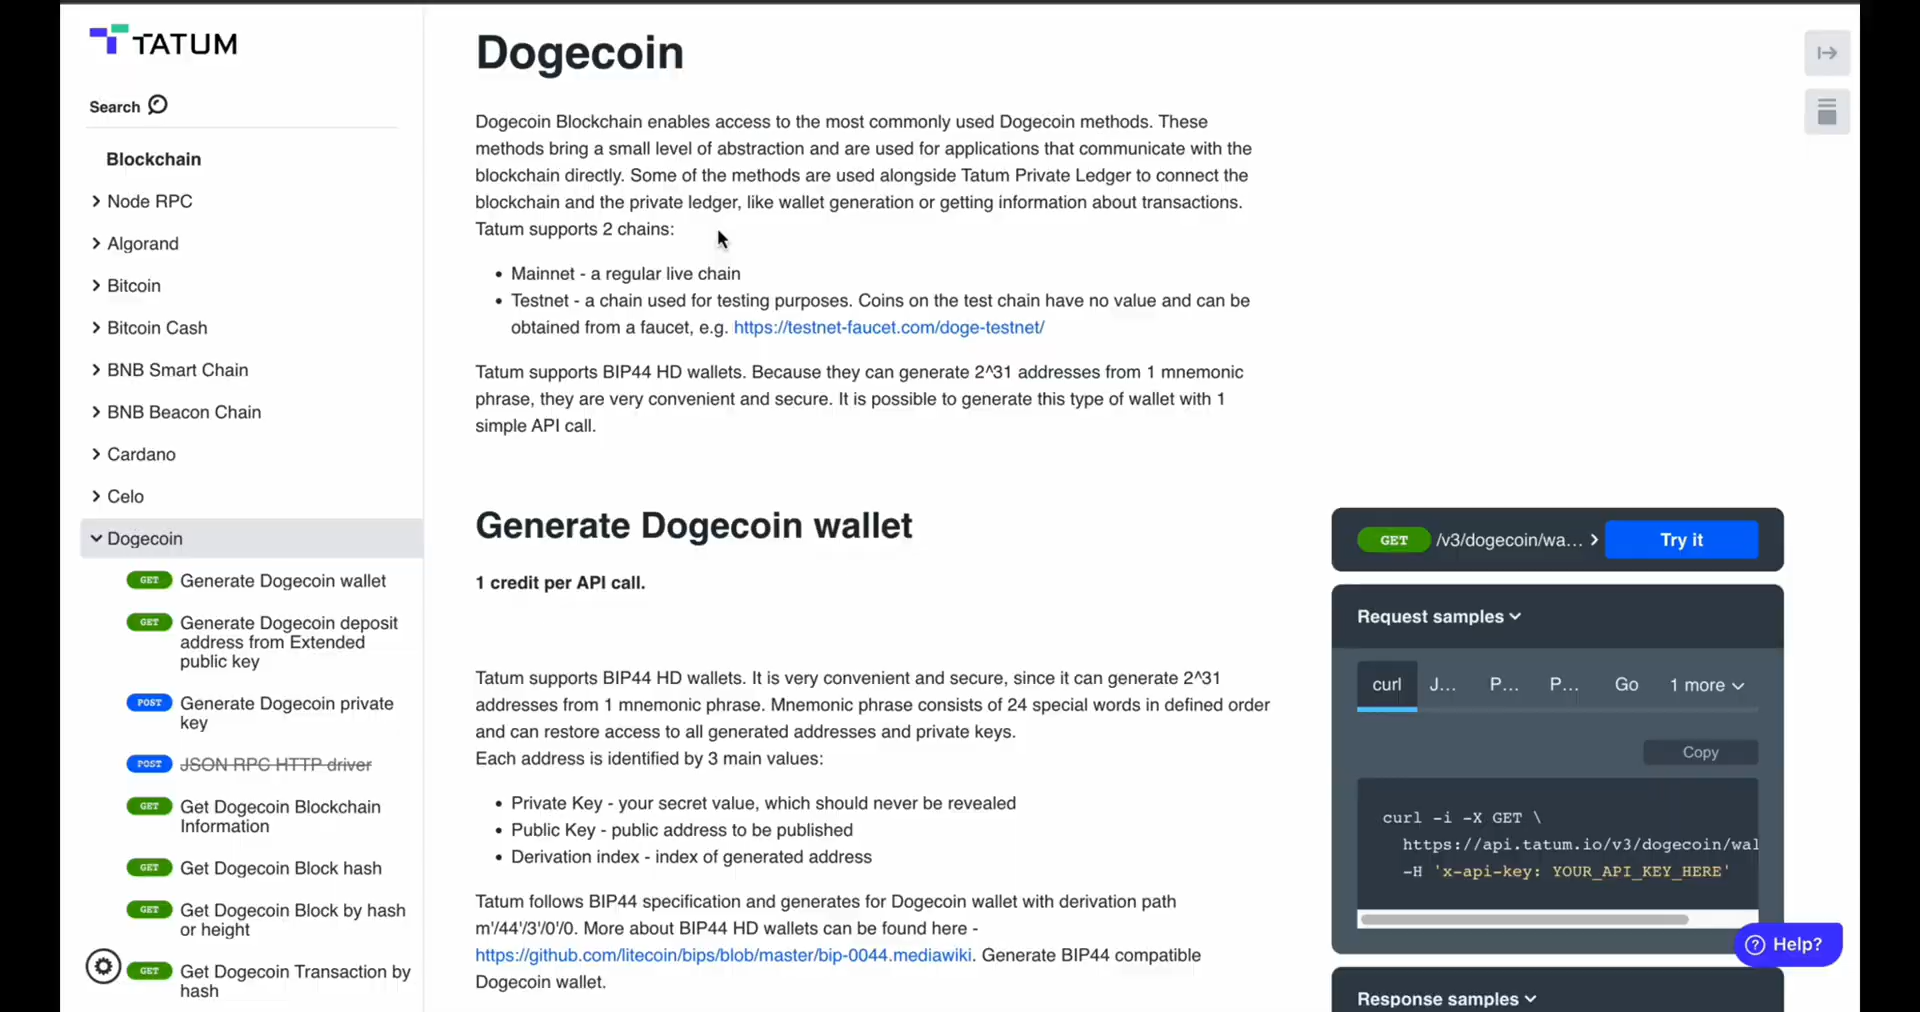 TATUM
Search
Blockchain
Node RPC
Algorand
Bitcoin
Bitcoin Cash
BNB Smart Chain
BNB Beacon Chain
Cardano
Celo
Dogecoin
GET Generate Dogecoin wallet
GET Generate Dogecoin deposit
address from Extended
public key
POST Generate Dogecoin private
key
POST JSON RPC HTTP driver
GET Get Dogecoin Blockchain
Information
GET Get Dogecoin Block hash
GET Get Dogecoin Block by hash
or height
GET Get Dogecoin Transaction by
hash
Dogecoin
Dogecoin Blockchain enables access to the most commonly used Dogecoin methods. These
methods bring a small level of abstraction and are used for applications that communicate with the
blockchain directly. Some of the methods are used alongside Tatum Private Ledger to connect the
blockchain and the private ledger, like wallet generation or getting information about transactions.
Tatum supports 2 chains:
• Mainnet - a regular live chain
• Testnet - a chain used for testing purposes. Coins on the test chain have no value and can be
obtained from a faucet, e.g. https://testnet-faucet.com/doge-testnet/
Tatum supports BIP44 HD wallets. Because they can generate 2^31 addresses from 1 mnemonic
phrase, they are very convenient and secure. It is possible to generate this type of wallet with 1
simple API call.
Generate Dogecoin wallet
1 credit per API call.
Tatum supports BIP44 HD wallets. It is very convenient and secure, since it can generate 2^31
addresses from 1 mnemonic phrase. Mnemonic phrase consists of 24 special words in defined order
and can restore access to all generated addresses and private keys.
Each address is identified by 3 main values:
• Private Key - your secret value, which should never be revealed
• Public Key - public address to be published
• Derivation index - index of generated address
Tatum follows BIP44 specification and generates for Dogecoin wallet with derivation path
m'/44'/3'/0'/0. More about BIP44 HD wallets can be found here -
https://github.com/litecoin/bips/blob/master/bip-0044.mediawiki. Generate BIP44 compatible
Dogecoin wallet.
GET /v3/dogecoin/wa... Try it
Request samples
curl J... P... P... Go 1 more
Copy
curl -i -X GET \
https://api.tatum.io/v3/dogecoin/wal
-H 'x-api-key: YOUR_API_KEY_HERE'
Help?
Response samples